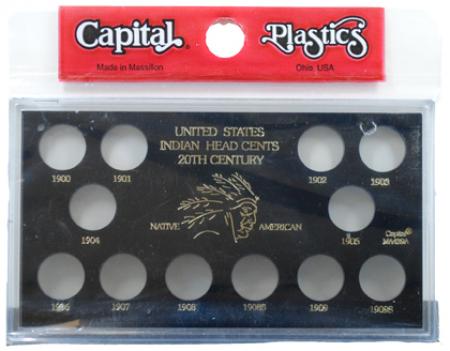 Capital Plastics
Made in Massillon Ohio, USA
UNITED STATES
INDIAN HEAD CENTS
20TH CENTURY
1900 1901 1902 1903
NATIVE AMERICAN
1904 1905 Capital®
1906 1907 1908 1908S 1909 1909S